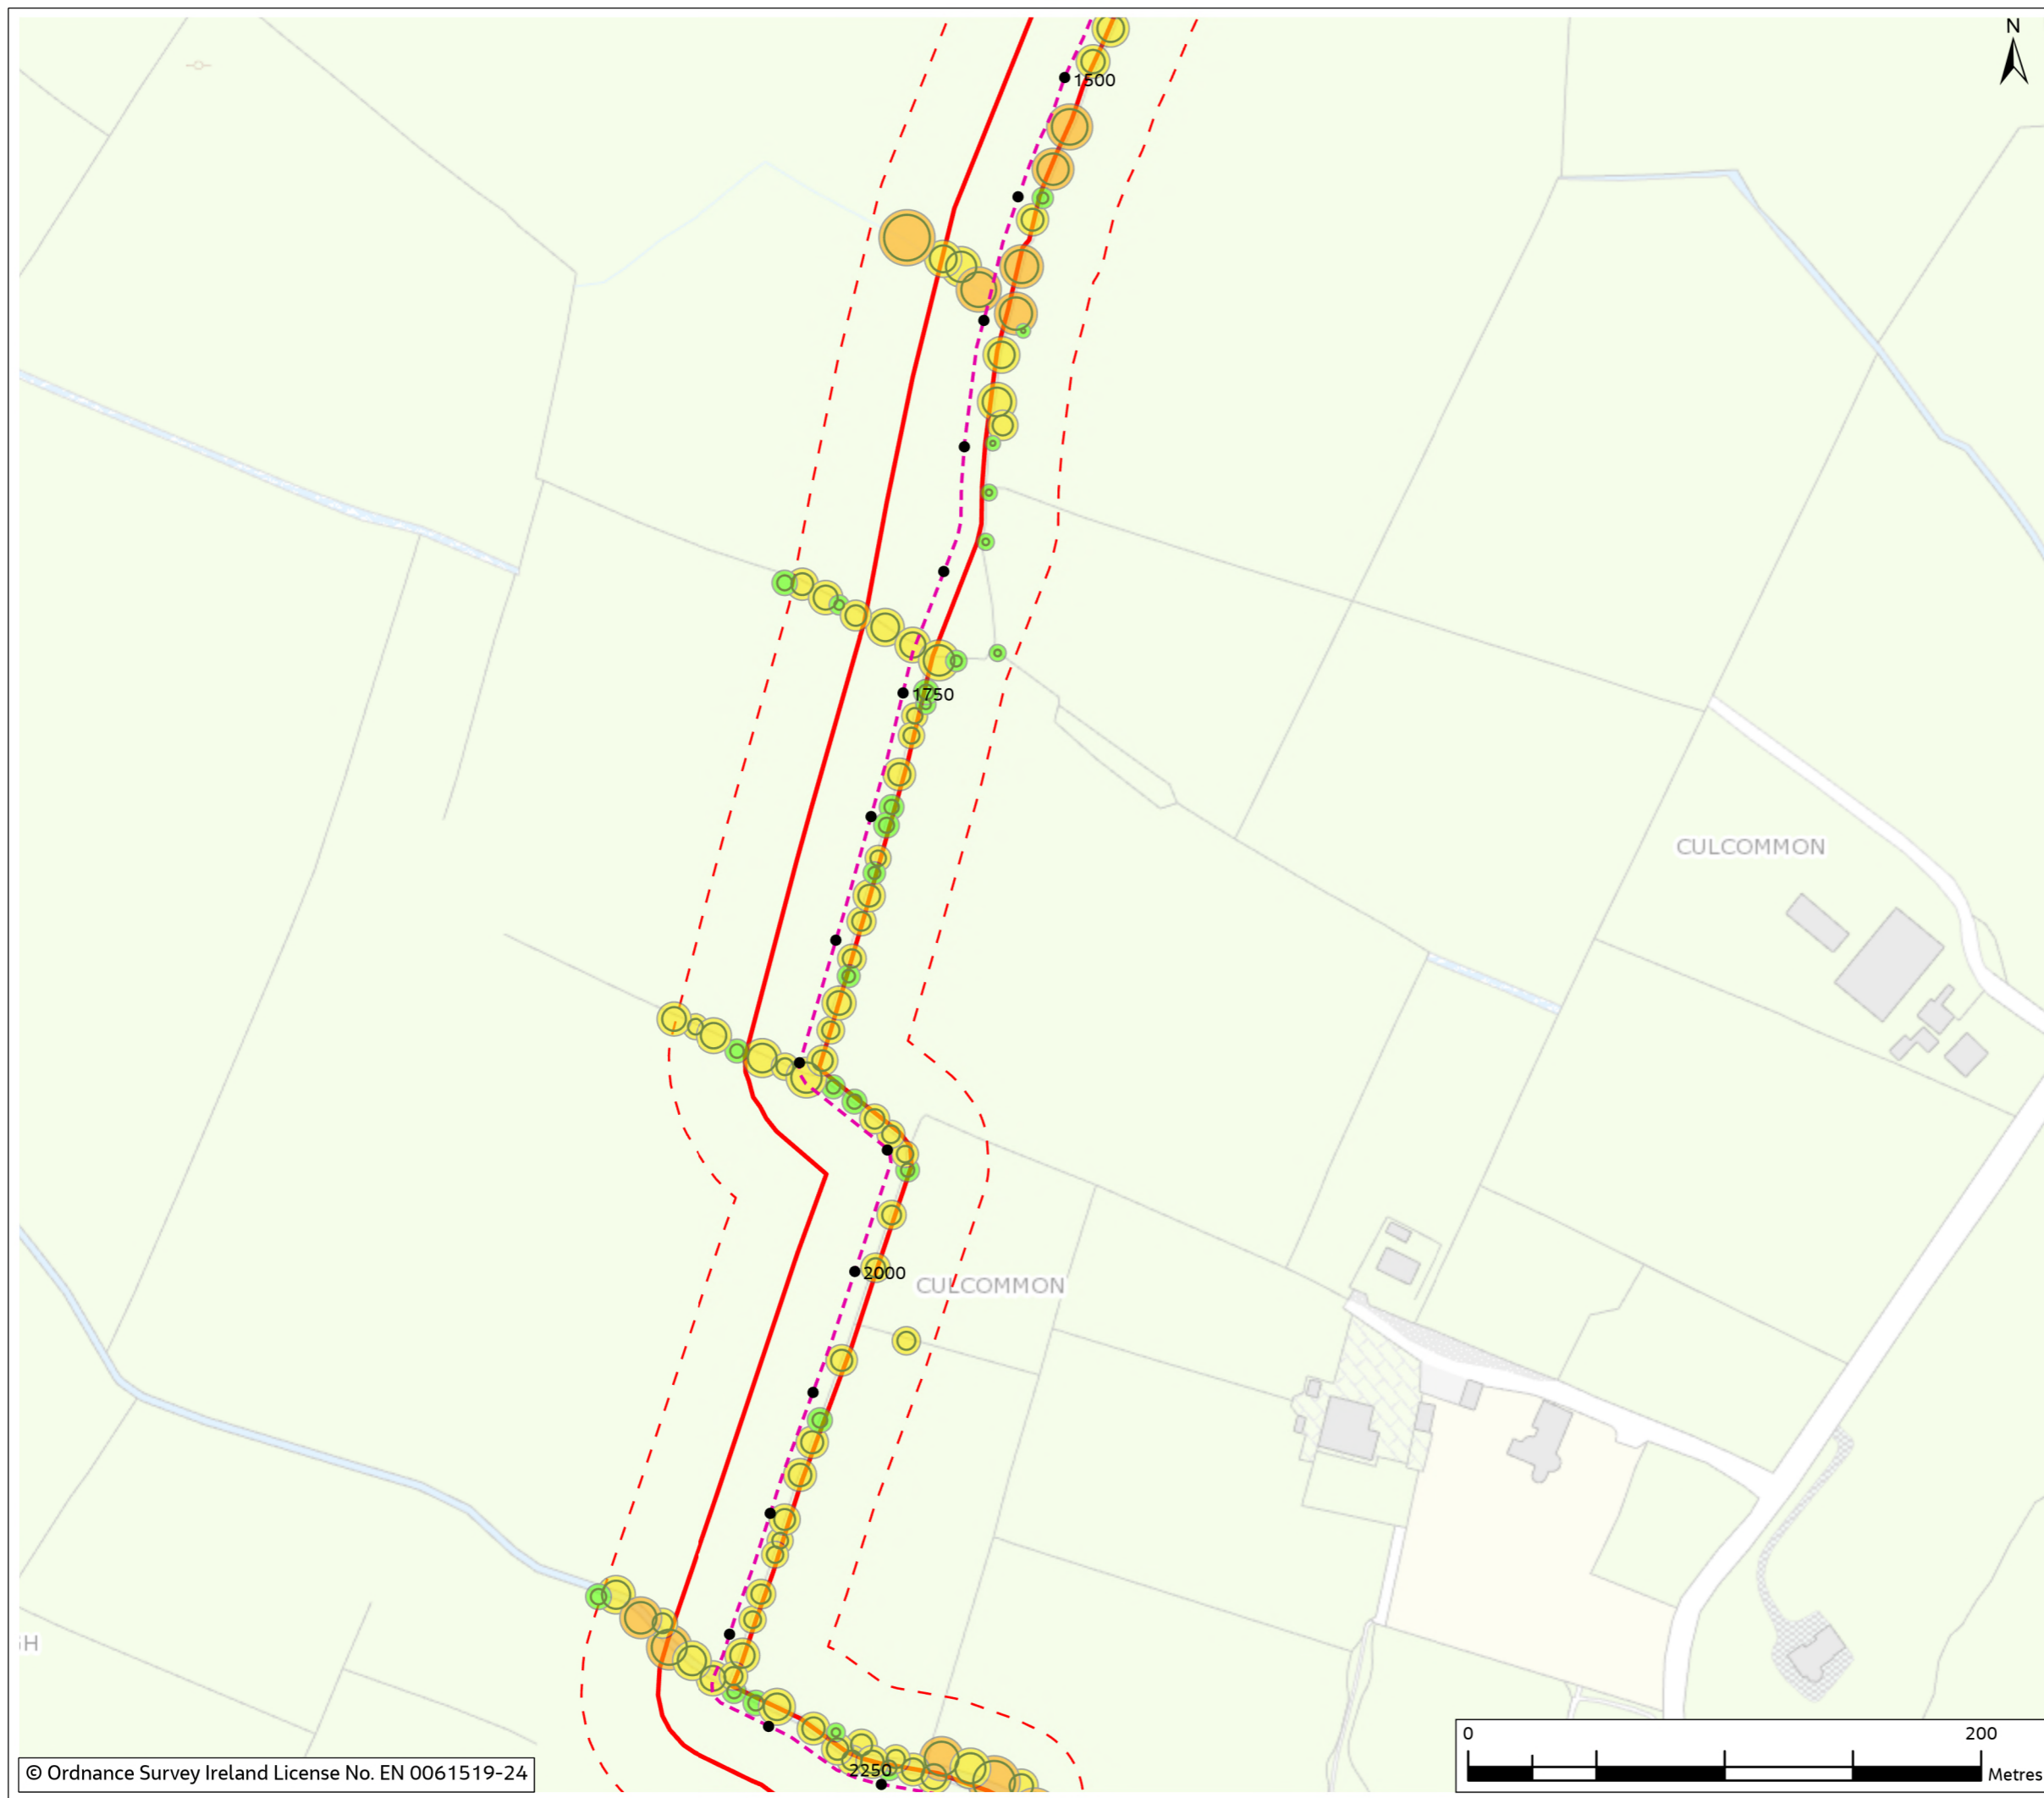 N
1500
1750
CULCOMMON
2000
CULCOMMON
H
2250
0 200
Metres
© Ordnance Survey Ireland License No. EN 0061519-24